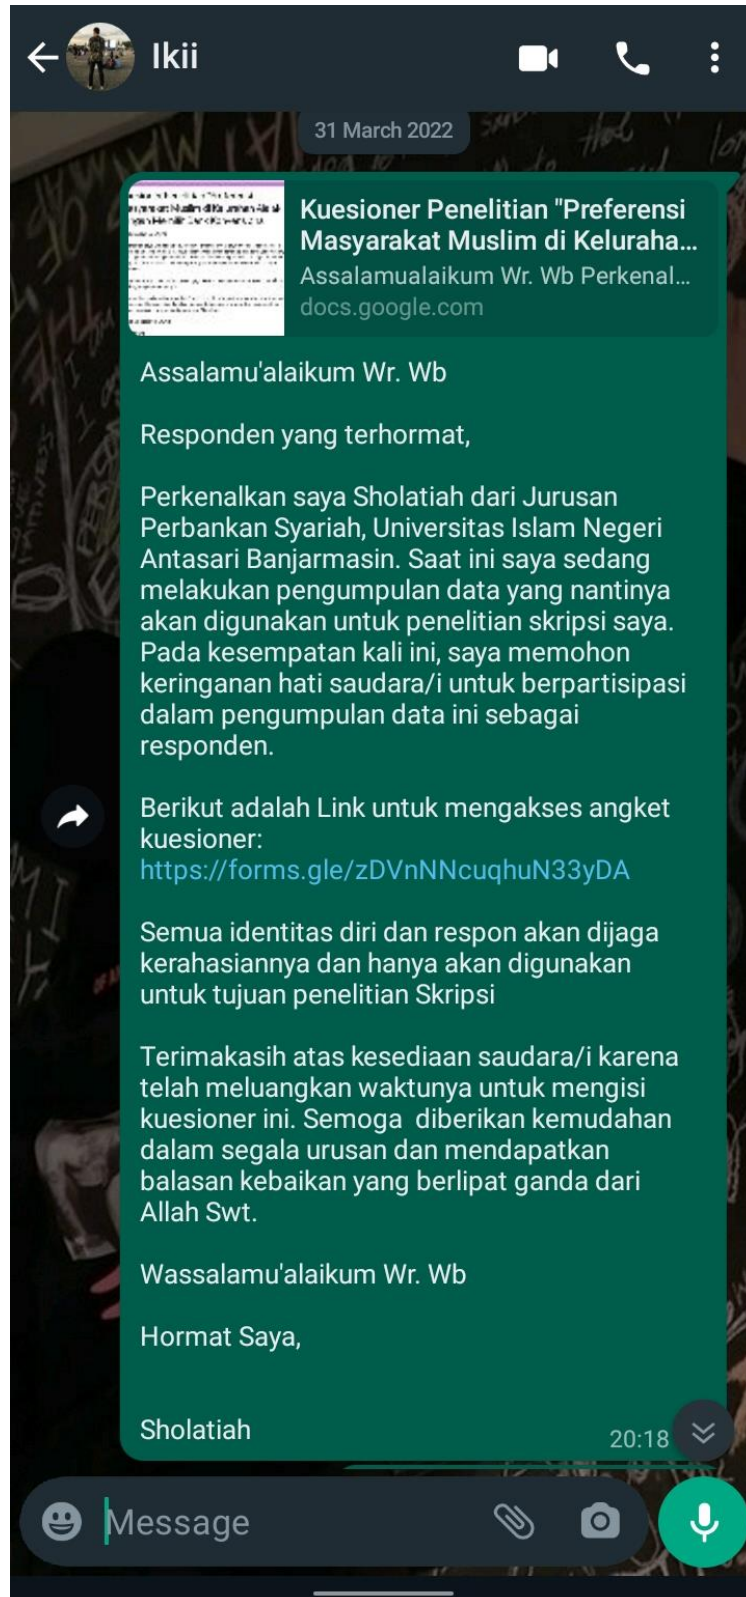 Ikii
31 March 2022
Kuesioner Penelitian "Preferensi
Masyarakat Muslim di Keluraha...
Assalamualaikum Wr. Wb Perkenal...
docs.google.com
Assalamu'alaikum Wr. Wb
Responden yang terhormat,
Perkenalkan saya Sholatiah dari Jurusan
Perbankan Syariah, Universitas Islam Negeri
Antasari Banjarmasin. Saat ini saya sedang
melakukan pengumpulan data yang nantinya
akan digunakan untuk penelitian skripsi saya.
Pada kesempatan kali ini, saya memohon
keringanan hati saudara/i untuk berpartisipasi
dalam pengumpulan data ini sebagai
responden.
Berikut adalah Link untuk mengakses angket
kuesioner:
https://forms.gle/zDVnNNcuqhuN33yDA
Semua identitas diri dan respon akan dijaga
kerahasiannya dan hanya akan digunakan
untuk tujuan penelitian Skripsi
Terimakasih atas kesediaan saudara/i karena
telah meluangkan waktunya untuk mengisi
kuesioner ini. Semoga  diberikan kemudahan
dalam segala urusan dan mendapatkan
balasan kebaikan yang berlipat ganda dari
Allah Swt.
Wassalamu'alaikum Wr. Wb
Hormat Saya,
Sholatiah
20:18
Message